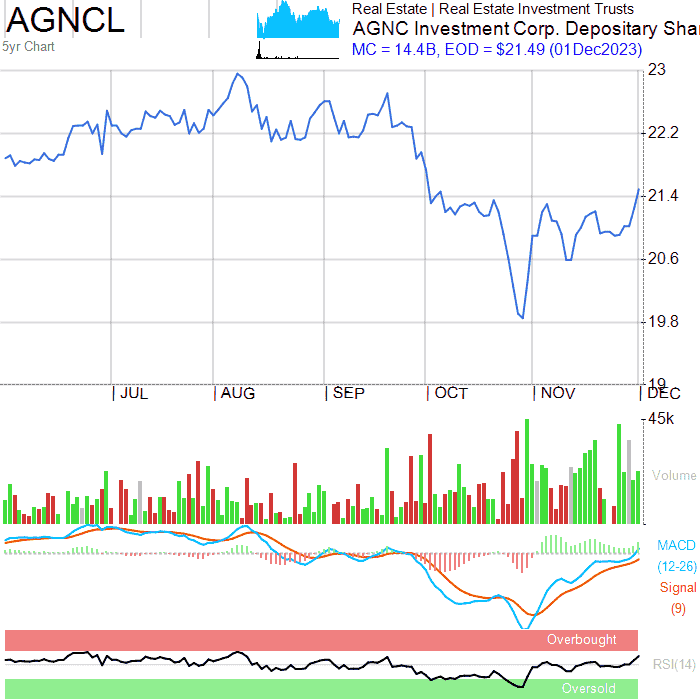 AGNCL
5yr Chart
Real Estate | Real Estate Investment Trusts
AGNC Investment Corp. Depositary Shar
MC = 14.4B, EOD = $21.49 (01Dec2023)
23
22.2
21.4
20.6
19.8
19
JUL
AUG
SEP
OCT
NOV
DEC
45k
Volume
MACD
(12-26)
Signal
(9)
Overbought
RSI(14)
Oversold